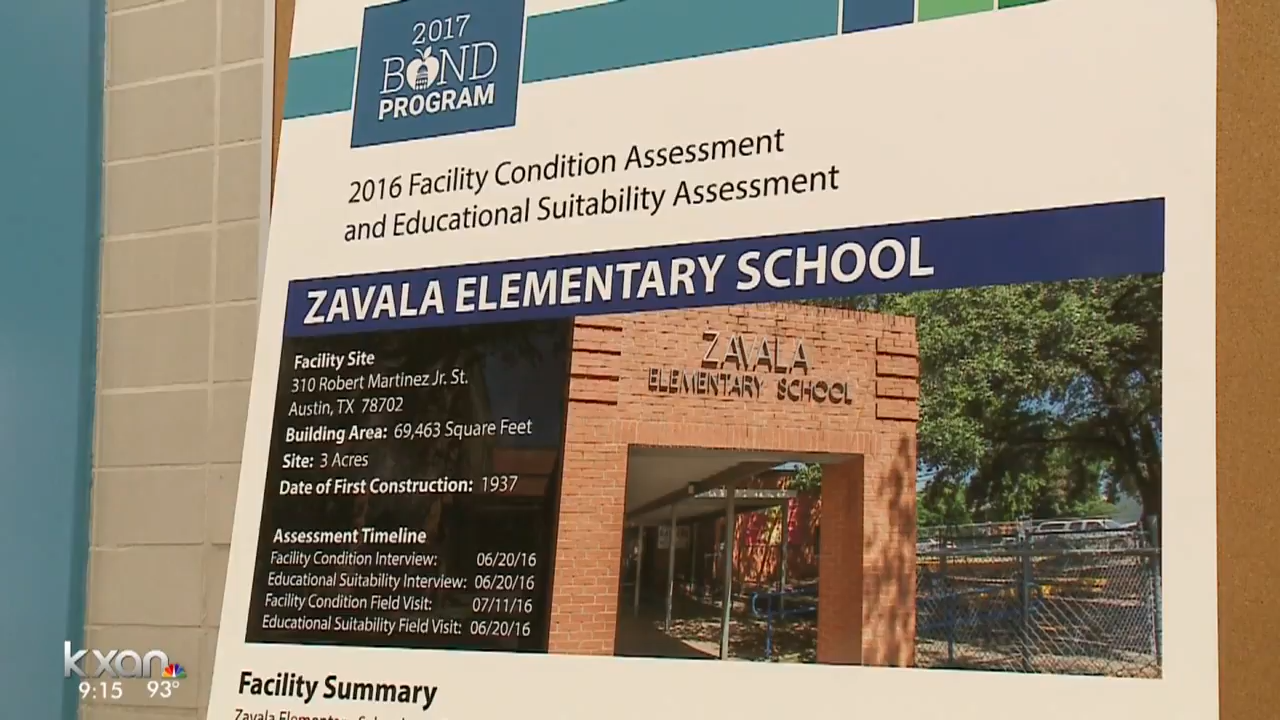 2017
BOND
PROGRAM
2016 Facility Condition Assessment
and Educational Suitability Assessment
ZAVALA ELEMENTARY SCHOOL
Facility Site
310 Robert Martinez Jr. St.
Austin, TX 78702
Building Area: 69,463 Square Feet
Site: 3 Acres
Date of First Construction: 1937
Assessment Timeline
Facility Condition Interview: 06/20/16
Educational Suitability Interview: 06/20/16
Facility Condition Field Visit: 07/11/16
Educational Suitability Field Visit: 06/20/16
ZAVALA
ELEMENTARY SCHOOL
Facility Summary
Zavala Elementary
kxan
9:15 93°